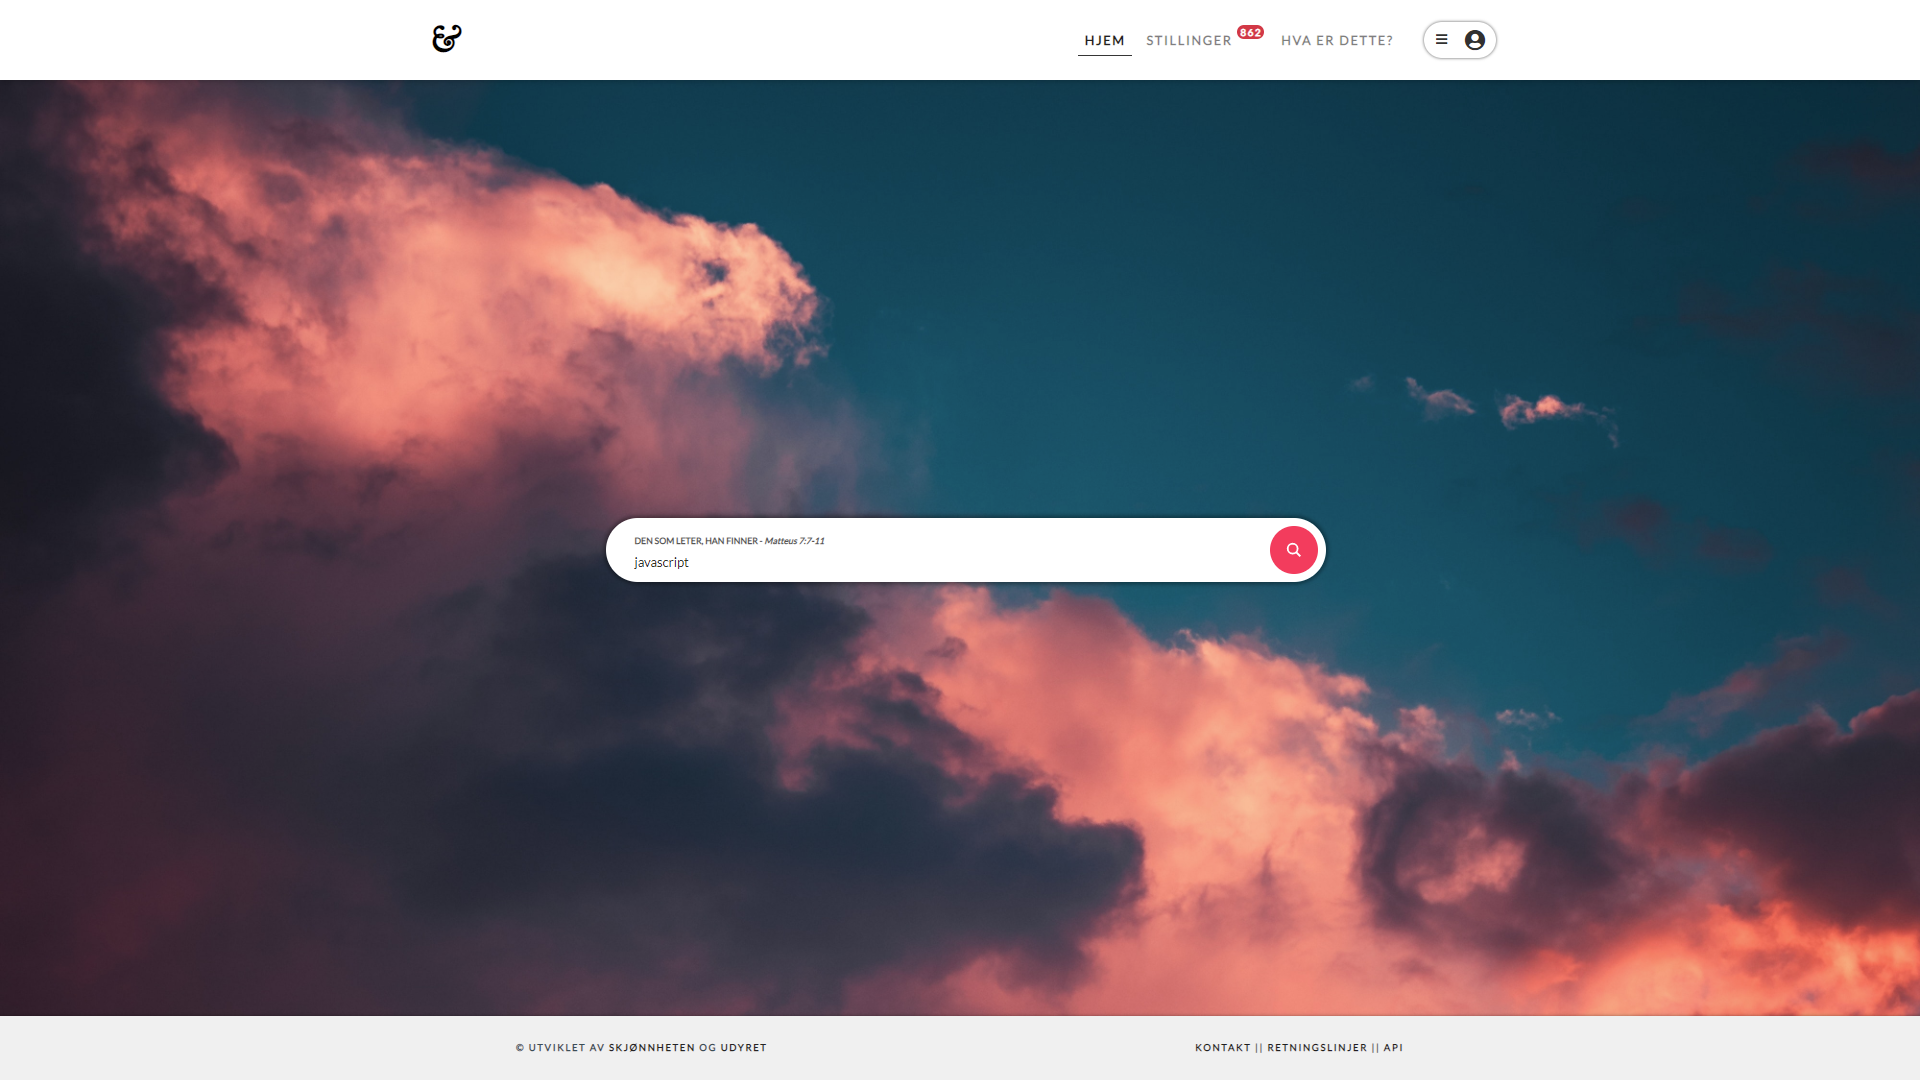 &
HJEM STILLINGER 862 HVA ER DETTE?
DEN SOM LETER, HAN FINNER - Matteus 7:7-11
javascript
© UTVIKLET AV SKJØNNHETEN OG UDYRET
KONTAKT || RETNINGSLINJER || API